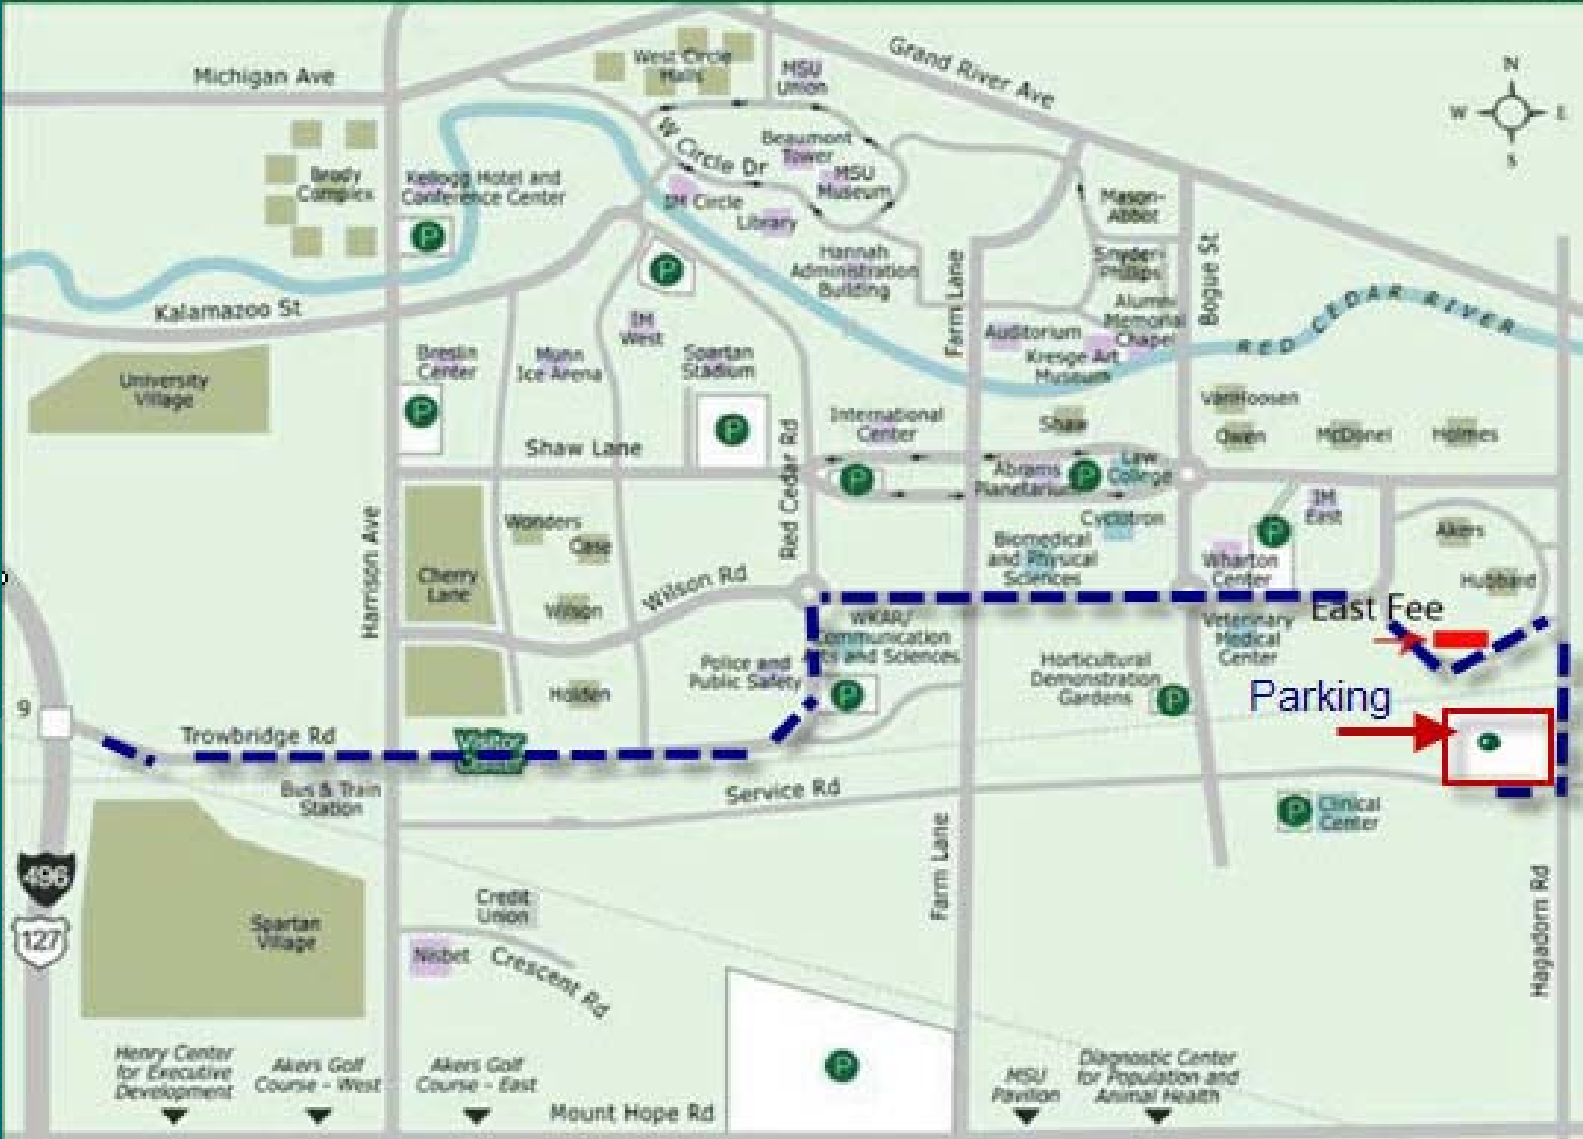 Grand River Ave
Michigan Ave
West Circle
Halls
MSU
Union
N
W
E
S
W Circle Dr
Beaumont
Tower
MSU
Museum
Brody
Complex
Kellogg Hotel and
Conference Center
P
IM Circle
Library
Mason-
Abbot
Hannah
Administration
Building
Snyder-
Phillips
Farm Lane
Bogue St
P
Kalamazoo St
Alumni
Memorial
Chapel
Auditorium
Kresge Art
Museum
RED CEDAR RIVER
IM
West
Breslin
Center
Munn
Ice Arena
Spartan
Stadium
University
Village
P
P
VanHoosen
Owen
McDonel
Holmes
International
Center
Shaw
Shaw Lane
Red Cedar Rd
P
Abrams
Planetarium
P
Law
College
Cyclotron
IM
East
Akers
Hubbard
Harrison Ave
Wonders
Case
Cherry
Lane
Wilson
Wilson Rd
Biomedical
and Physical
Sciences
P
Wharton
Center
East Fee
WKAR/
Communication
Arts and Sciences
Veterinary
Medical
Center
Police and
Public Safety
P
Horticultural
Demonstration
Gardens
P
Parking
Holden
9
Trowbridge Rd
Visitor
Center
Bus & Train
Station
Service Rd
P
Clinical
Center
496
127
Farm Lane
Hagadorn Rd
Credit
Union
Spartan
Village
Nisbet
Crescent Rd
Henry Center
for Executive
Development
Akers Golf
Course - West
Akers Golf
Course - East
Mount Hope Rd
P
MSU
Pavilion
Diagnostic Center
for Population and
Animal Health